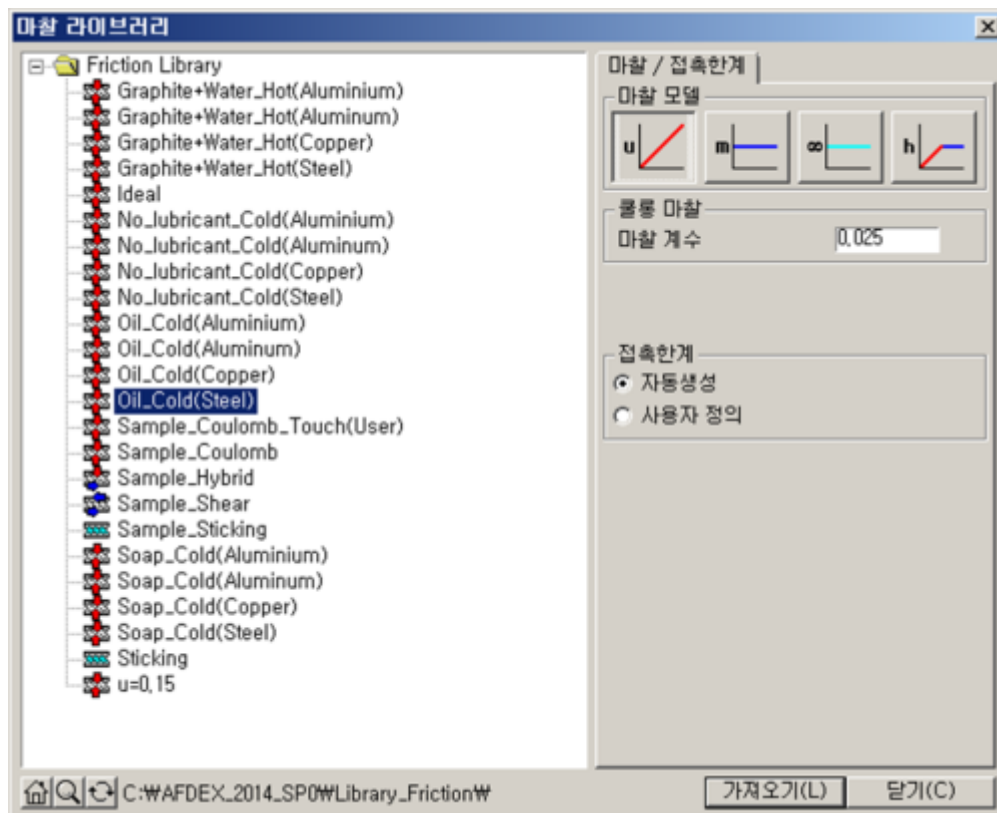 마찰 라이브러리
Friction Library
Graphite+Water_Hot(Aluminium)
Graphite+Water_Hot(Aluminum)
Graphite+Water_Hot(Copper)
Graphite+Water_Hot(Steel)
Ideal
No_lubricant_Cold(Aluminium)
No_lubricant_Cold(Aluminum)
No_lubricant_Cold(Copper)
No_lubricant_Cold(Steel)
Oil_Cold(Aluminium)
Oil_Cold(Aluminum)
Oil_Cold(Copper)
Oil_Cold(Steel)
Sample_Coulomb_Touch(User)
Sample_Coulomb
Sample_Hybrid
Sample_Shear
Sample_Sticking
Soap_Cold(Aluminium)
Soap_Cold(Aluminum)
Soap_Cold(Copper)
Soap_Cold(Steel)
Sticking
u=0.15
마찰 / 접촉한계
마찰 모델
u m ∞ h
쿨롱 마찰
마찰 계수 0.025
접촉한계
자동생성
사용자 정의
C:₩AFDEX_2014_SP0₩Library_Friction₩
가져오기(L) 닫기(C)